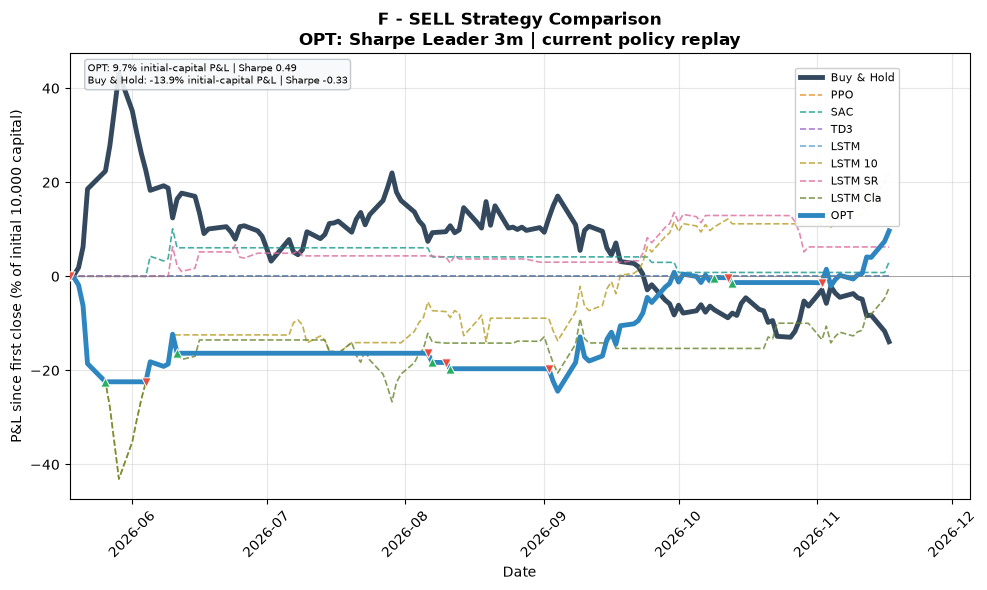 F - SELL Strategy Comparison
OPT: Sharpe Leader 3m | current policy replay
OPT: 9.7% initial-capital P&L | Sharpe 0.49
Buy & Hold: -13.9% initial-capital P&L | Sharpe -0.33
Buy & Hold
PPO
SAC
TD3
LSTM
LSTM 10
LSTM SR
LSTM Cla
OPT
P&L since first close (% of initial 10,000 capital)
40
20
0
−20
−40
2026-06
2026-07
2026-08
2026-09
2026-10
2026-11
2026-12
Date